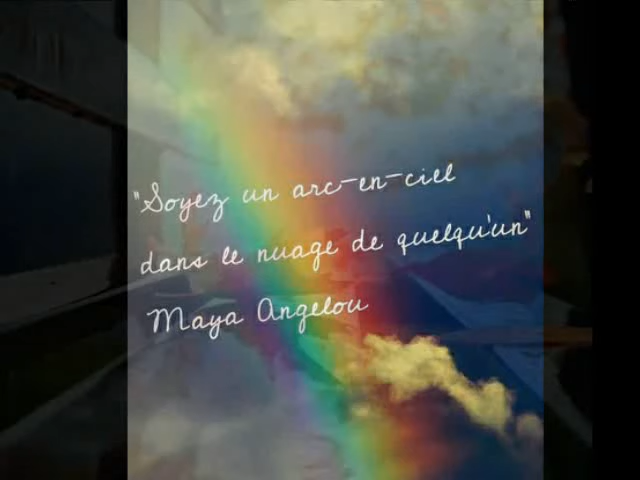 "Soyez un arc-en-ciel
dans le nuage de quelqu'un"
Maya Angelou